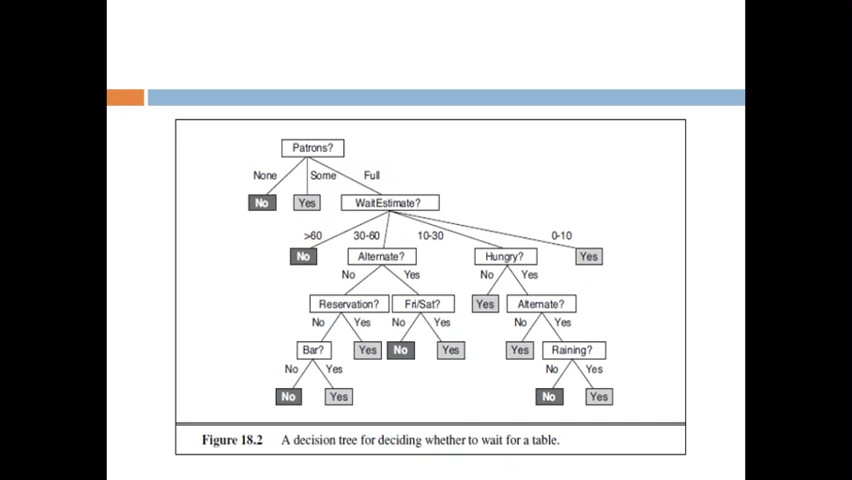 Patrons?
None Some Full
No Yes WaitEstimate?
>60 30-60 10-30 0-10
No Alternate? Hungry? Yes
No Yes No Yes
Reservation? Fri/Sat? Yes Alternate?
No Yes No Yes No Yes
Bar? Yes No Yes Yes Raining?
No Yes No Yes
No Yes No Yes
Figure 18.2 A decision tree for deciding whether to wait for a table.